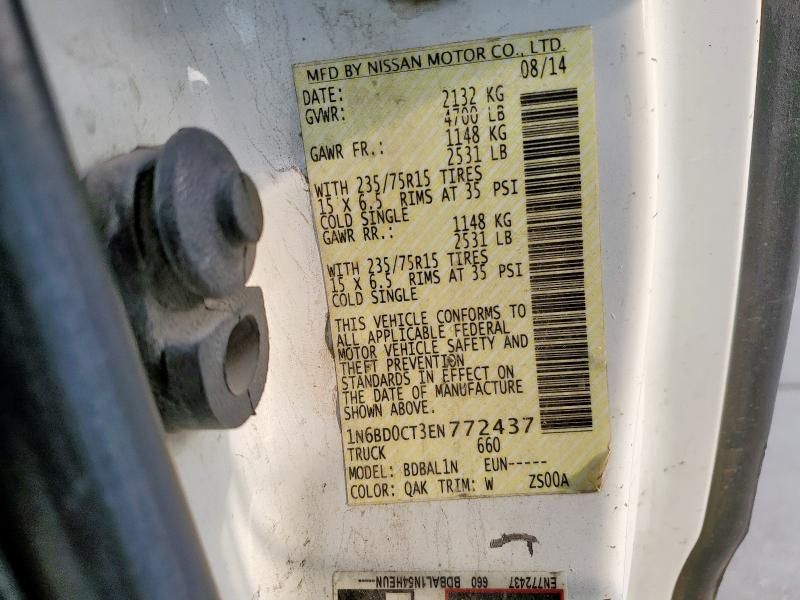 MFD BY NISSAN MOTOR CO., LTD.
DATE: 08/14
GVWR: 2132 KG
4700 LB
GAWR FR.: 1148 KG
2531 LB
WITH 235/75R15 TIRES
15 X 6.5 RIMS AT 35 PSI
COLD SINGLE
GAWR RR.: 1148 KG
2531 LB
WITH 235/75R15 TIRES
15 X 6.5 RIMS AT 35 PSI
COLD SINGLE
THIS VEHICLE CONFORMS TO
ALL APPLICABLE FEDERAL
MOTOR VEHICLE SAFETY AND
THEFT PREVENTION
STANDARDS IN EFFECT ON
THE DATE OF MANUFACTURE
SHOWN ABOVE.
1N6BD0CT3EN772437
TRUCK 660
MODEL: BDBAL1N EUN-----
COLOR: QAK TRIM: W ZS00A
EN772437 660 BDBAL1N54HEUN-----